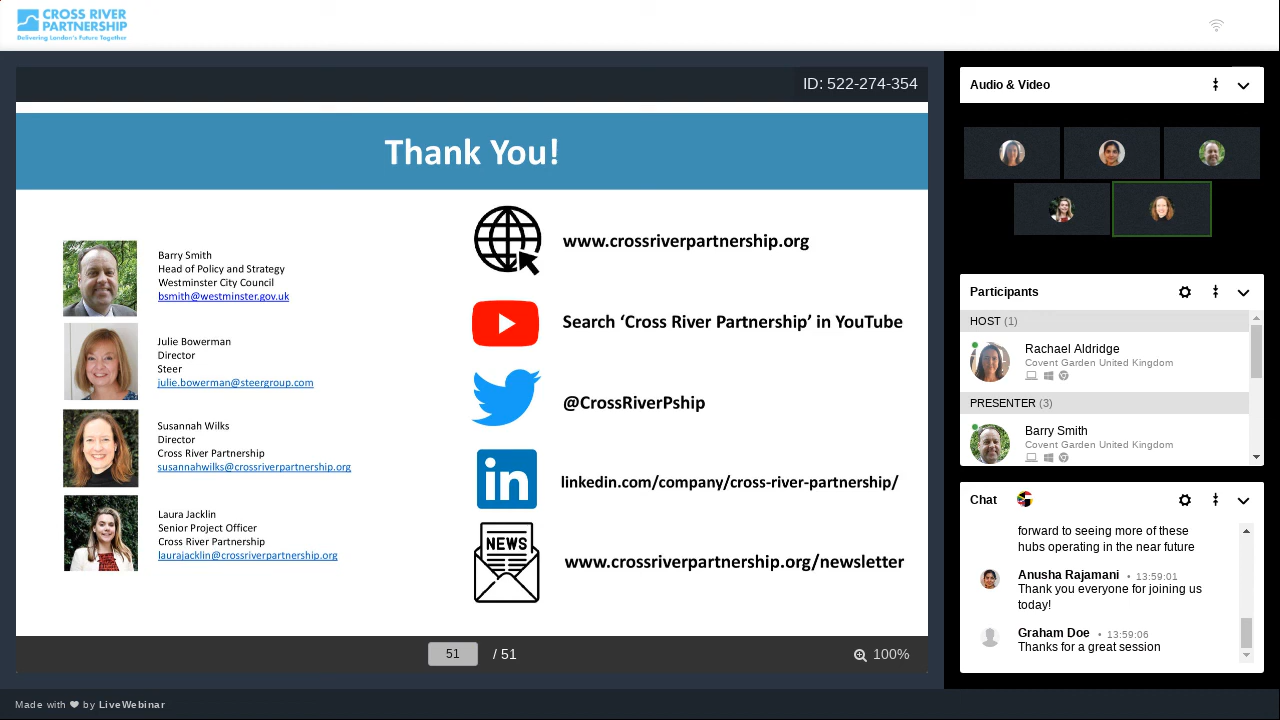 CROSS RIVER
PARTNERSHIP
Delivering London's Future Together
ID: 522-274-354
Thank You!
Barry Smith
Head of Policy and Strategy
Westminster City Council
bsmith@westminster.gov.uk
Julie Bowerman
Director
Steer
julie.bowerman@steergroup.com
Susannah Wilks
Director
Cross River Partnership
susannahwilks@crossriverpartnership.org
Laura Jacklin
Senior Project Officer
Cross River Partnership
laurajacklin@crossriverpartnership.org
www.crossriverpartnership.org
Search ‘Cross River Partnership’ in YouTube
@CrossRiverPship
in
linkedin.com/company/cross-river-partnership/
NEWS
www.crossriverpartnership.org/newsletter
51 / 51
100%
Audio & Video
Participants
HOST (1)
Rachael Aldridge
Covent Garden United Kingdom
PRESENTER (3)
Barry Smith
Covent Garden United Kingdom
Chat
forward to seeing more of these
hubs operating in the near future
Anusha Rajamani • 13:59:01
Thank you everyone for joining us
today!
Graham Doe • 13:59:06
Thanks for a great session
Made with ❤ by LiveWebinar